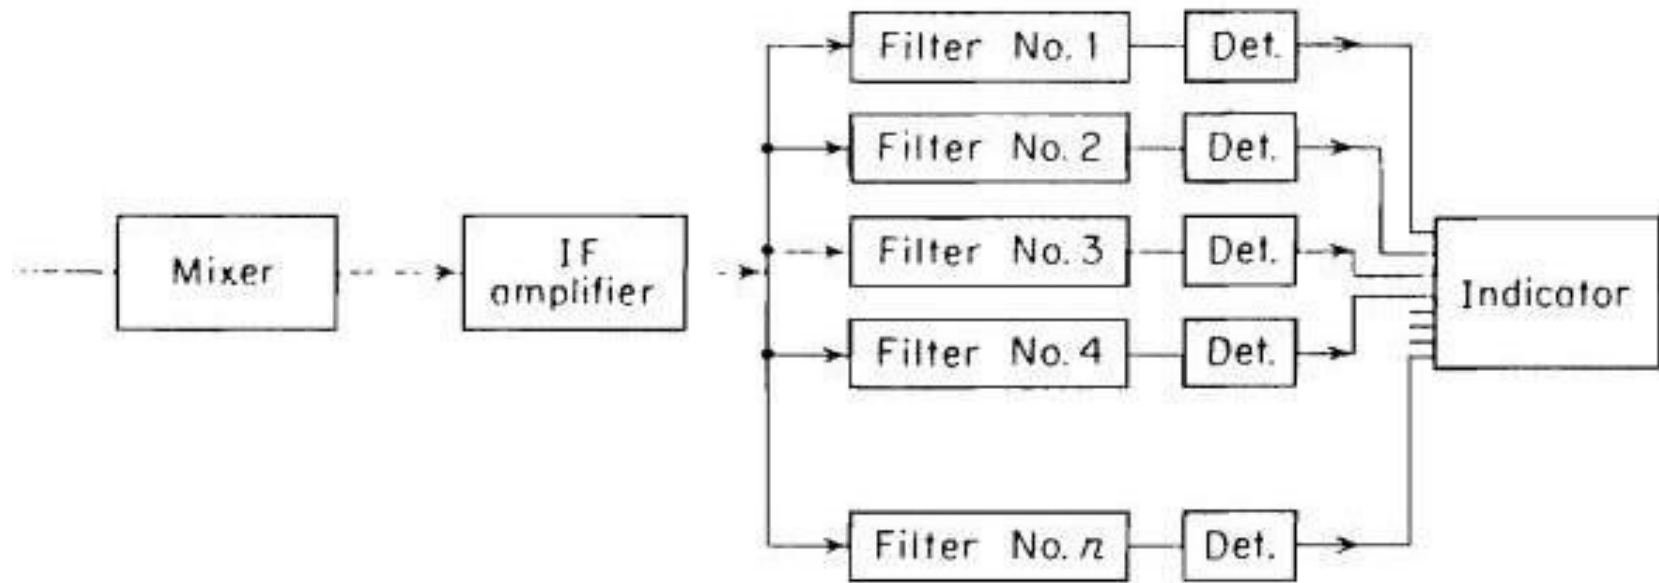 Filter No. 1
Det.
Filter No. 2
Det.
Mixer
IF
amplifier
Filter No. 3
Det.
Indicator
Filter No. 4
Det.
Filter No. n
Det.